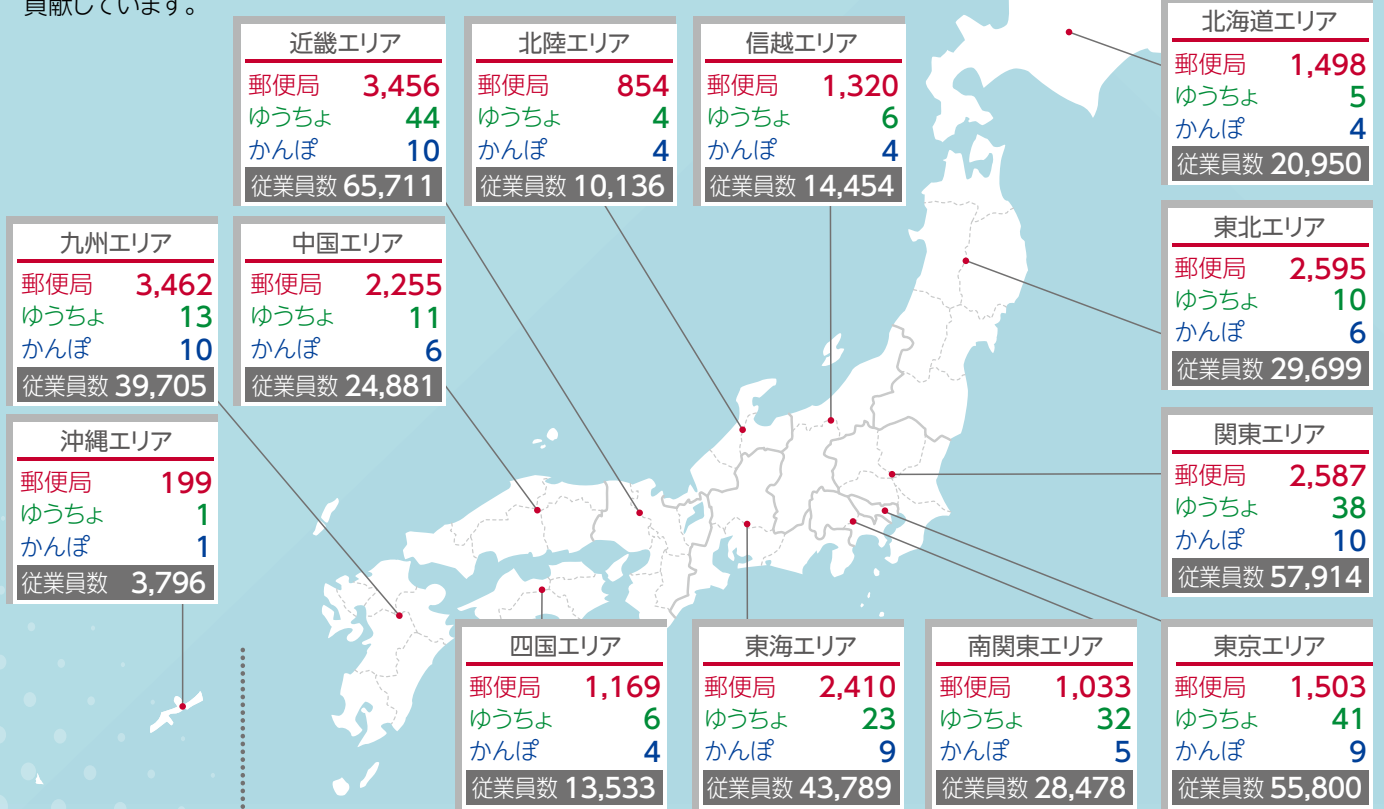 貢献しています。
近畿エリア
郵便局 3,456
ゆうちょ 44
かんぽ 10
従業員数 65,711
北陸エリア
郵便局 854
ゆうちょ 4
かんぽ 4
従業員数 10,136
信越エリア
郵便局 1,320
ゆうちょ 6
かんぽ 4
従業員数 14,454
北海道エリア
郵便局 1,498
ゆうちょ 5
かんぽ 4
従業員数 20,950
九州エリア
郵便局 3,462
ゆうちょ 13
かんぽ 10
従業員数 39,705
中国エリア
郵便局 2,255
ゆうちょ 11
かんぽ 6
従業員数 24,881
東北エリア
郵便局 2,595
ゆうちょ 10
かんぽ 6
従業員数 29,699
沖縄エリア
郵便局 199
ゆうちょ 1
かんぽ 1
従業員数 3,796
関東エリア
郵便局 2,587
ゆうちょ 38
かんぽ 10
従業員数 57,914
四国エリア
郵便局 1,169
ゆうちょ 6
かんぽ 4
従業員数 13,533
東海エリア
郵便局 2,410
ゆうちょ 23
かんぽ 9
従業員数 43,789
南関東エリア
郵便局 1,033
ゆうちょ 32
かんぽ 5
従業員数 28,478
東京エリア
郵便局 1,503
ゆうちょ 41
かんぽ 9
従業員数 55,800